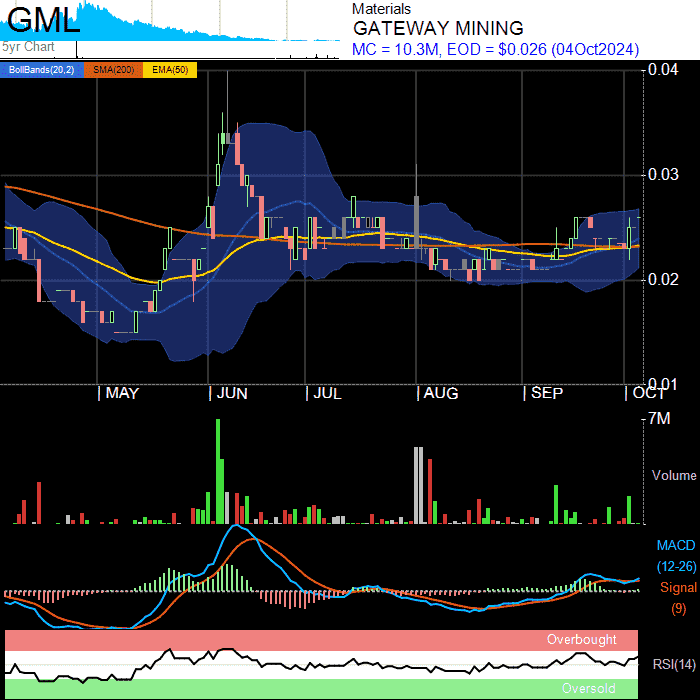 GML
5yr Chart
Materials
GATEWAY MINING
MC = 10.3M, EOD = $0.026 (04Oct2024)
BollBands(20,2) SMA(200) EMA(50)
0.04
0.03
0.02
0.01
MAY JUN JUL AUG SEP OCT
7M
Volume
MACD
(12-26)
Signal
(9)
Overbought
RSI(14)
Oversold